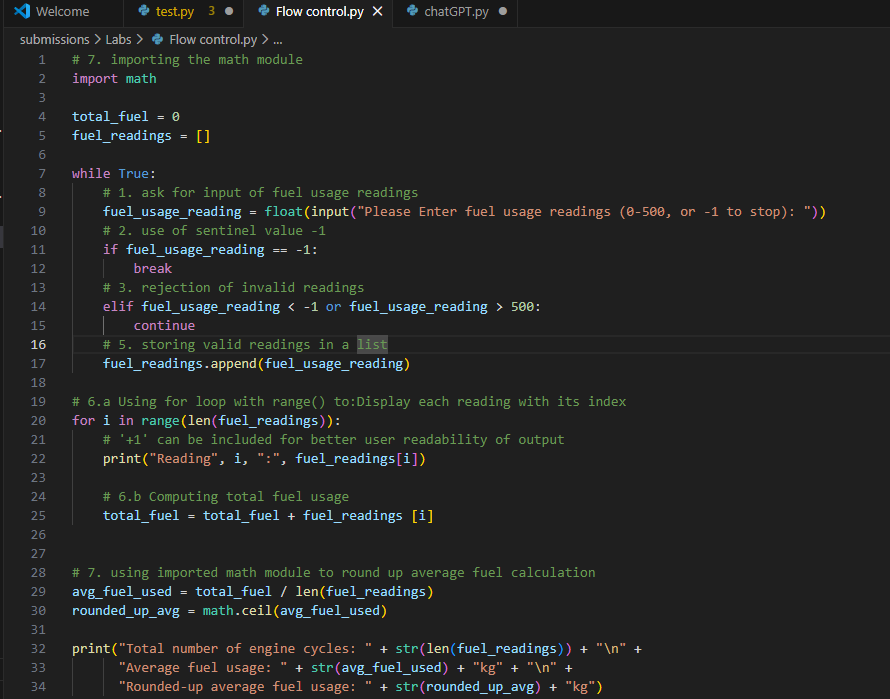 Welcome test.py 3 Flow control.py chatGPT.py
submissions > Labs > Flow control.py > ...
1 # 7. importing the math module
2 import math
3
4 total_fuel = 0
5 fuel_readings = []
6
7 while True:
8 # 1. ask for input of fuel usage readings
9 fuel_usage_reading = float(input("Please Enter fuel usage readings (0-500, or -1 to stop): "))
10 # 2. use of sentinel value -1
11 if fuel_usage_reading == -1:
12 break
13 # 3. rejection of invalid readings
14 elif fuel_usage_reading < -1 or fuel_usage_reading > 500:
15 continue
16 # 5. storing valid readings in a list
17 fuel_readings.append(fuel_usage_reading)
18
19 # 6.a Using for loop with range() to:Display each reading with its index
20 for i in range(len(fuel_readings)):
21 # '+1' can be included for better user readability of output
22 print("Reading", i, ":", fuel_readings[i])
23
24 # 6.b Computing total fuel usage
25 total_fuel = total_fuel + fuel_readings [i]
26
27
28 # 7. using imported math module to round up average fuel calculation
29 avg_fuel_used = total_fuel / len(fuel_readings)
30 rounded_up_avg = math.ceil(avg_fuel_used)
31
32 print("Total number of engine cycles: " + str(len(fuel_readings)) + "\n" +
33 "Average fuel usage: " + str(avg_fuel_used) + "kg" + "\n" +
34 "Rounded-up average fuel usage: " + str(rounded_up_avg) + "kg")